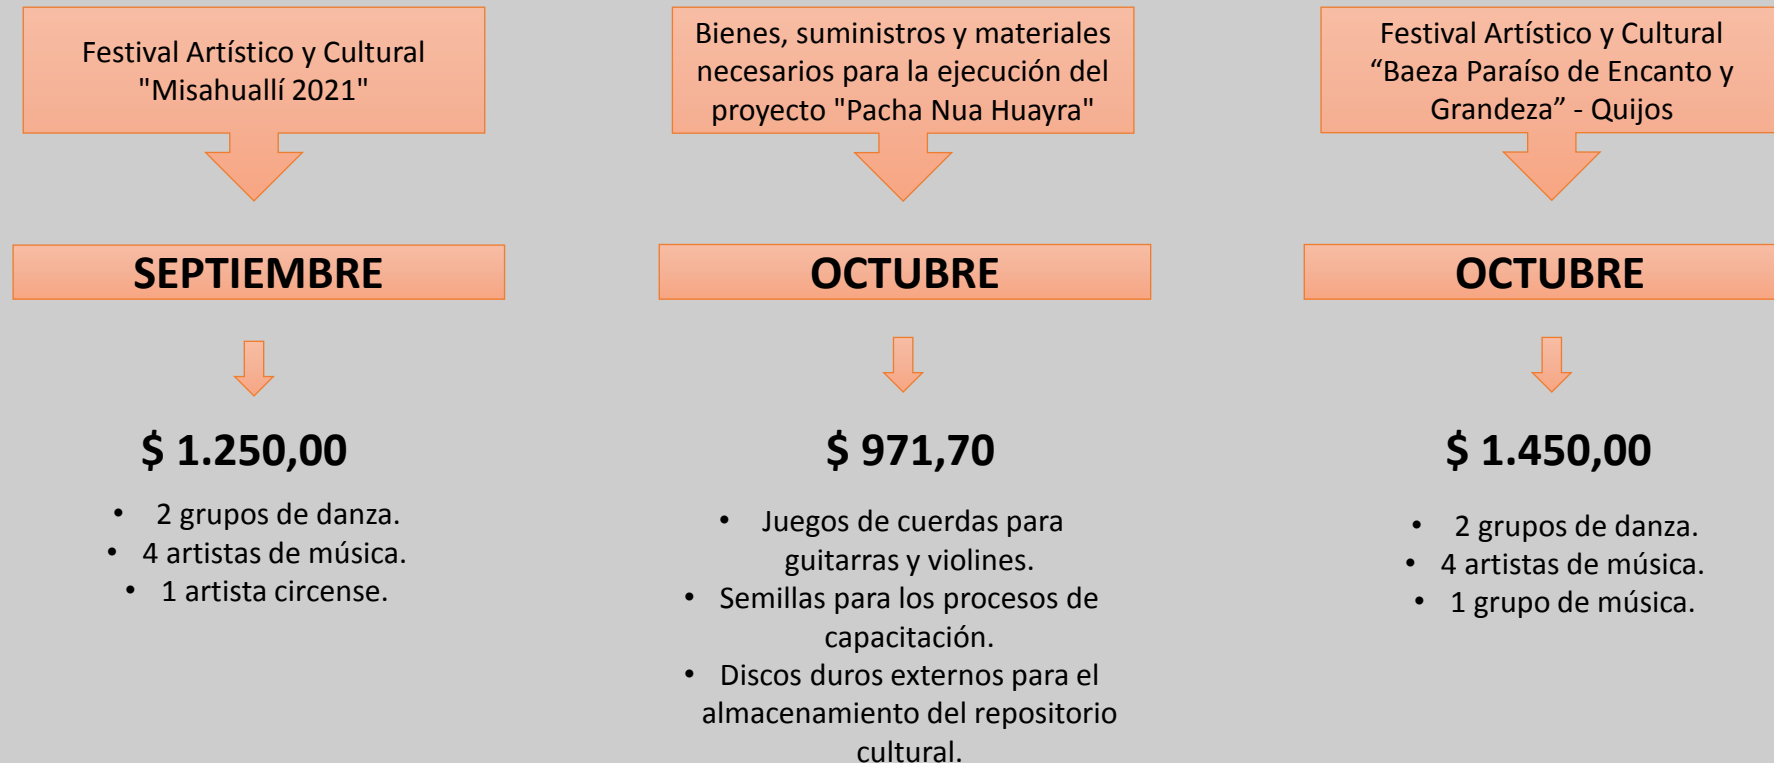 Festival Artístico y Cultural
"Misahuallí 2021"
SEPTIEMBRE
$ 1.250,00
• 2 grupos de danza.
• 4 artistas de música.
• 1 artista circense.
Bienes, suministros y materiales
necesarios para la ejecución del
proyecto "Pacha Nua Huayra"
OCTUBRE
$ 971,70
• Juegos de cuerdas para
guitarras y violines.
• Semillas para los procesos de
capacitación.
• Discos duros externos para el
almacenamiento del repositorio
cultural.
Festival Artístico y Cultural
“Baeza Paraíso de Encanto y
Grandeza” - Quijos
OCTUBRE
$ 1.450,00
• 2 grupos de danza.
• 4 artistas de música.
• 1 grupo de música.